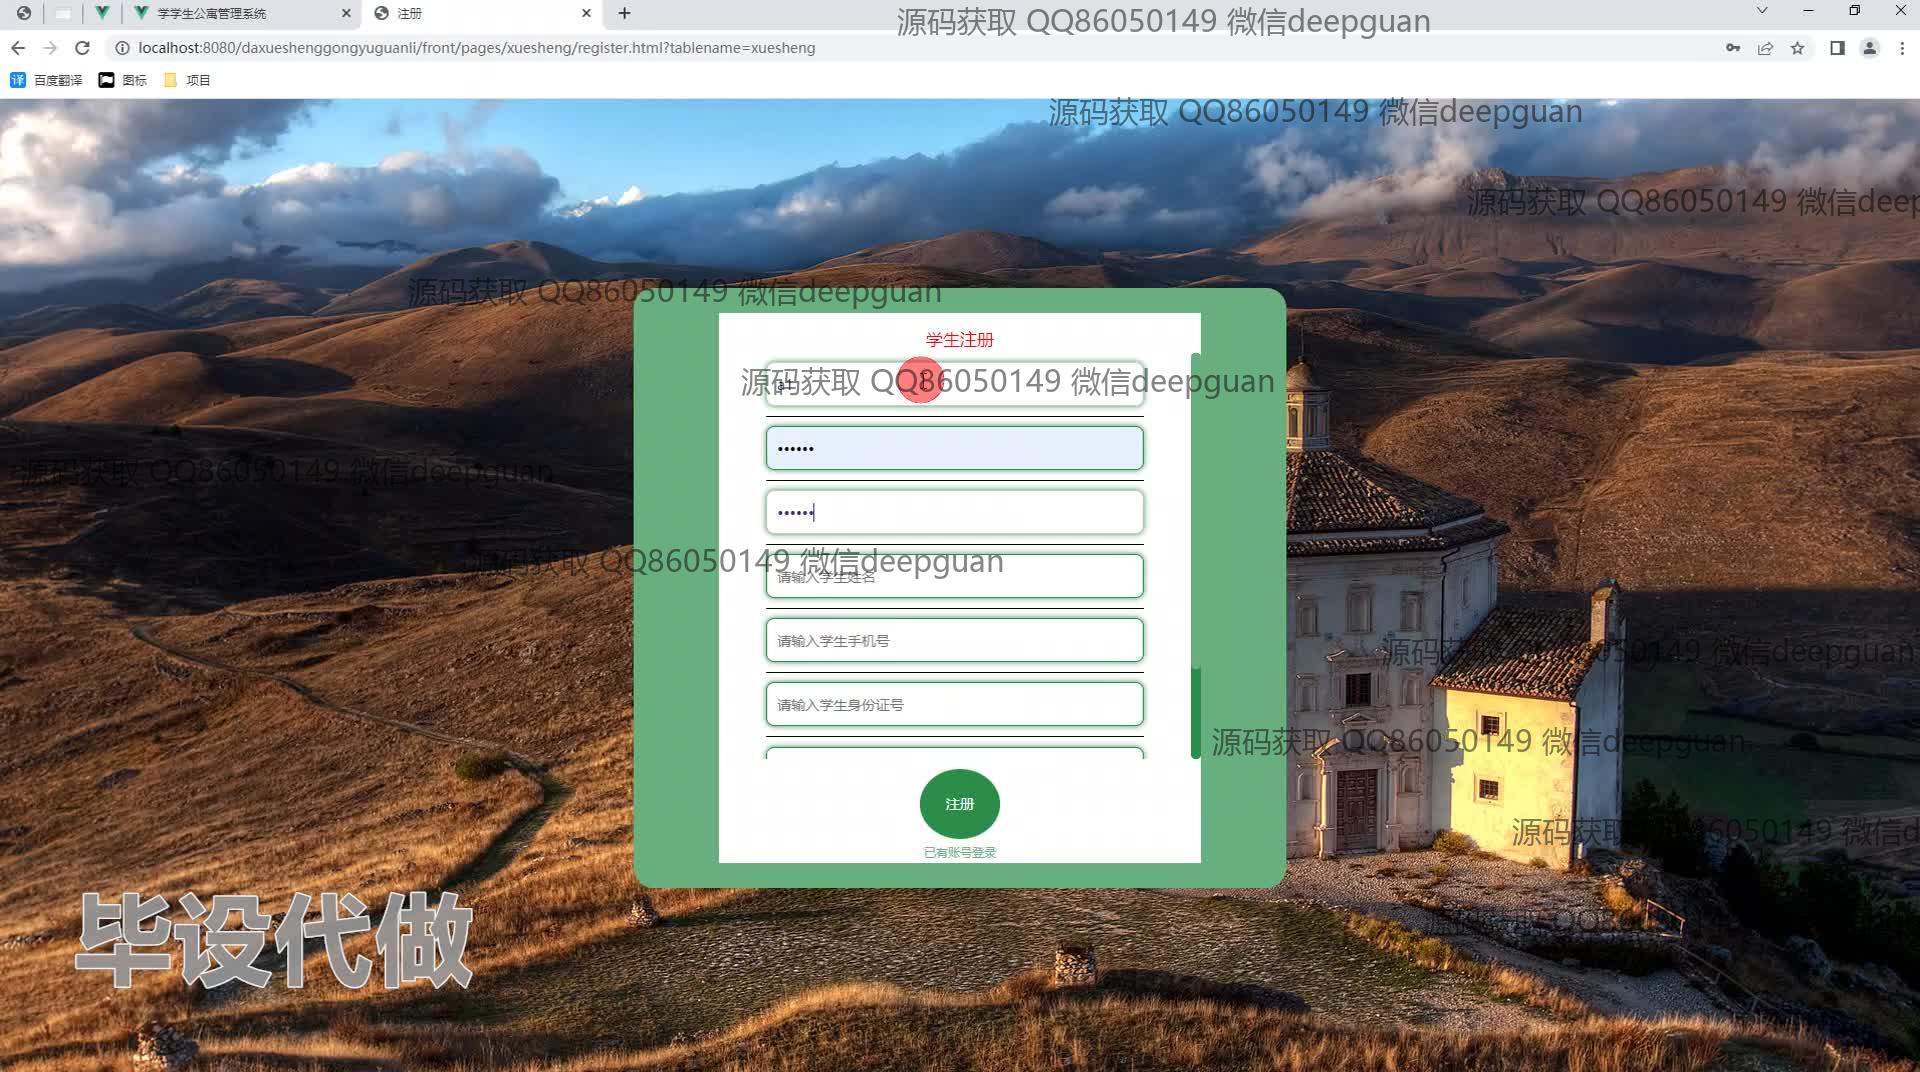 学学生公寓管理系统
注册
源码获取 QQ86050149 微信deepguan
localhost:8080/daxueshenggongyuguanli/front/pages/xuesheng/register.html?tablename=xuesheng
译 百度翻译 图标 项目
源码获取 QQ86050149 微信deepguan
源码获取 QQ86050149 微信deep
源码获取 QQ86050149 微信deepguan
学生注册
a1
源码获取 QQ86050149 微信deepguan
••••••
源码获取 QQ86050149 微信deepguan
••••••
源码获取 QQ86050149 微信deepguan
请输入学生姓名
请输入学生手机号
源码获取 QQ86050149 微信deepguan
请输入学生身份证号
源码获取 QQ86050149 微信deepguan
注册
源码获取 QQ86050149 微信d
已有账号登录
毕设代做